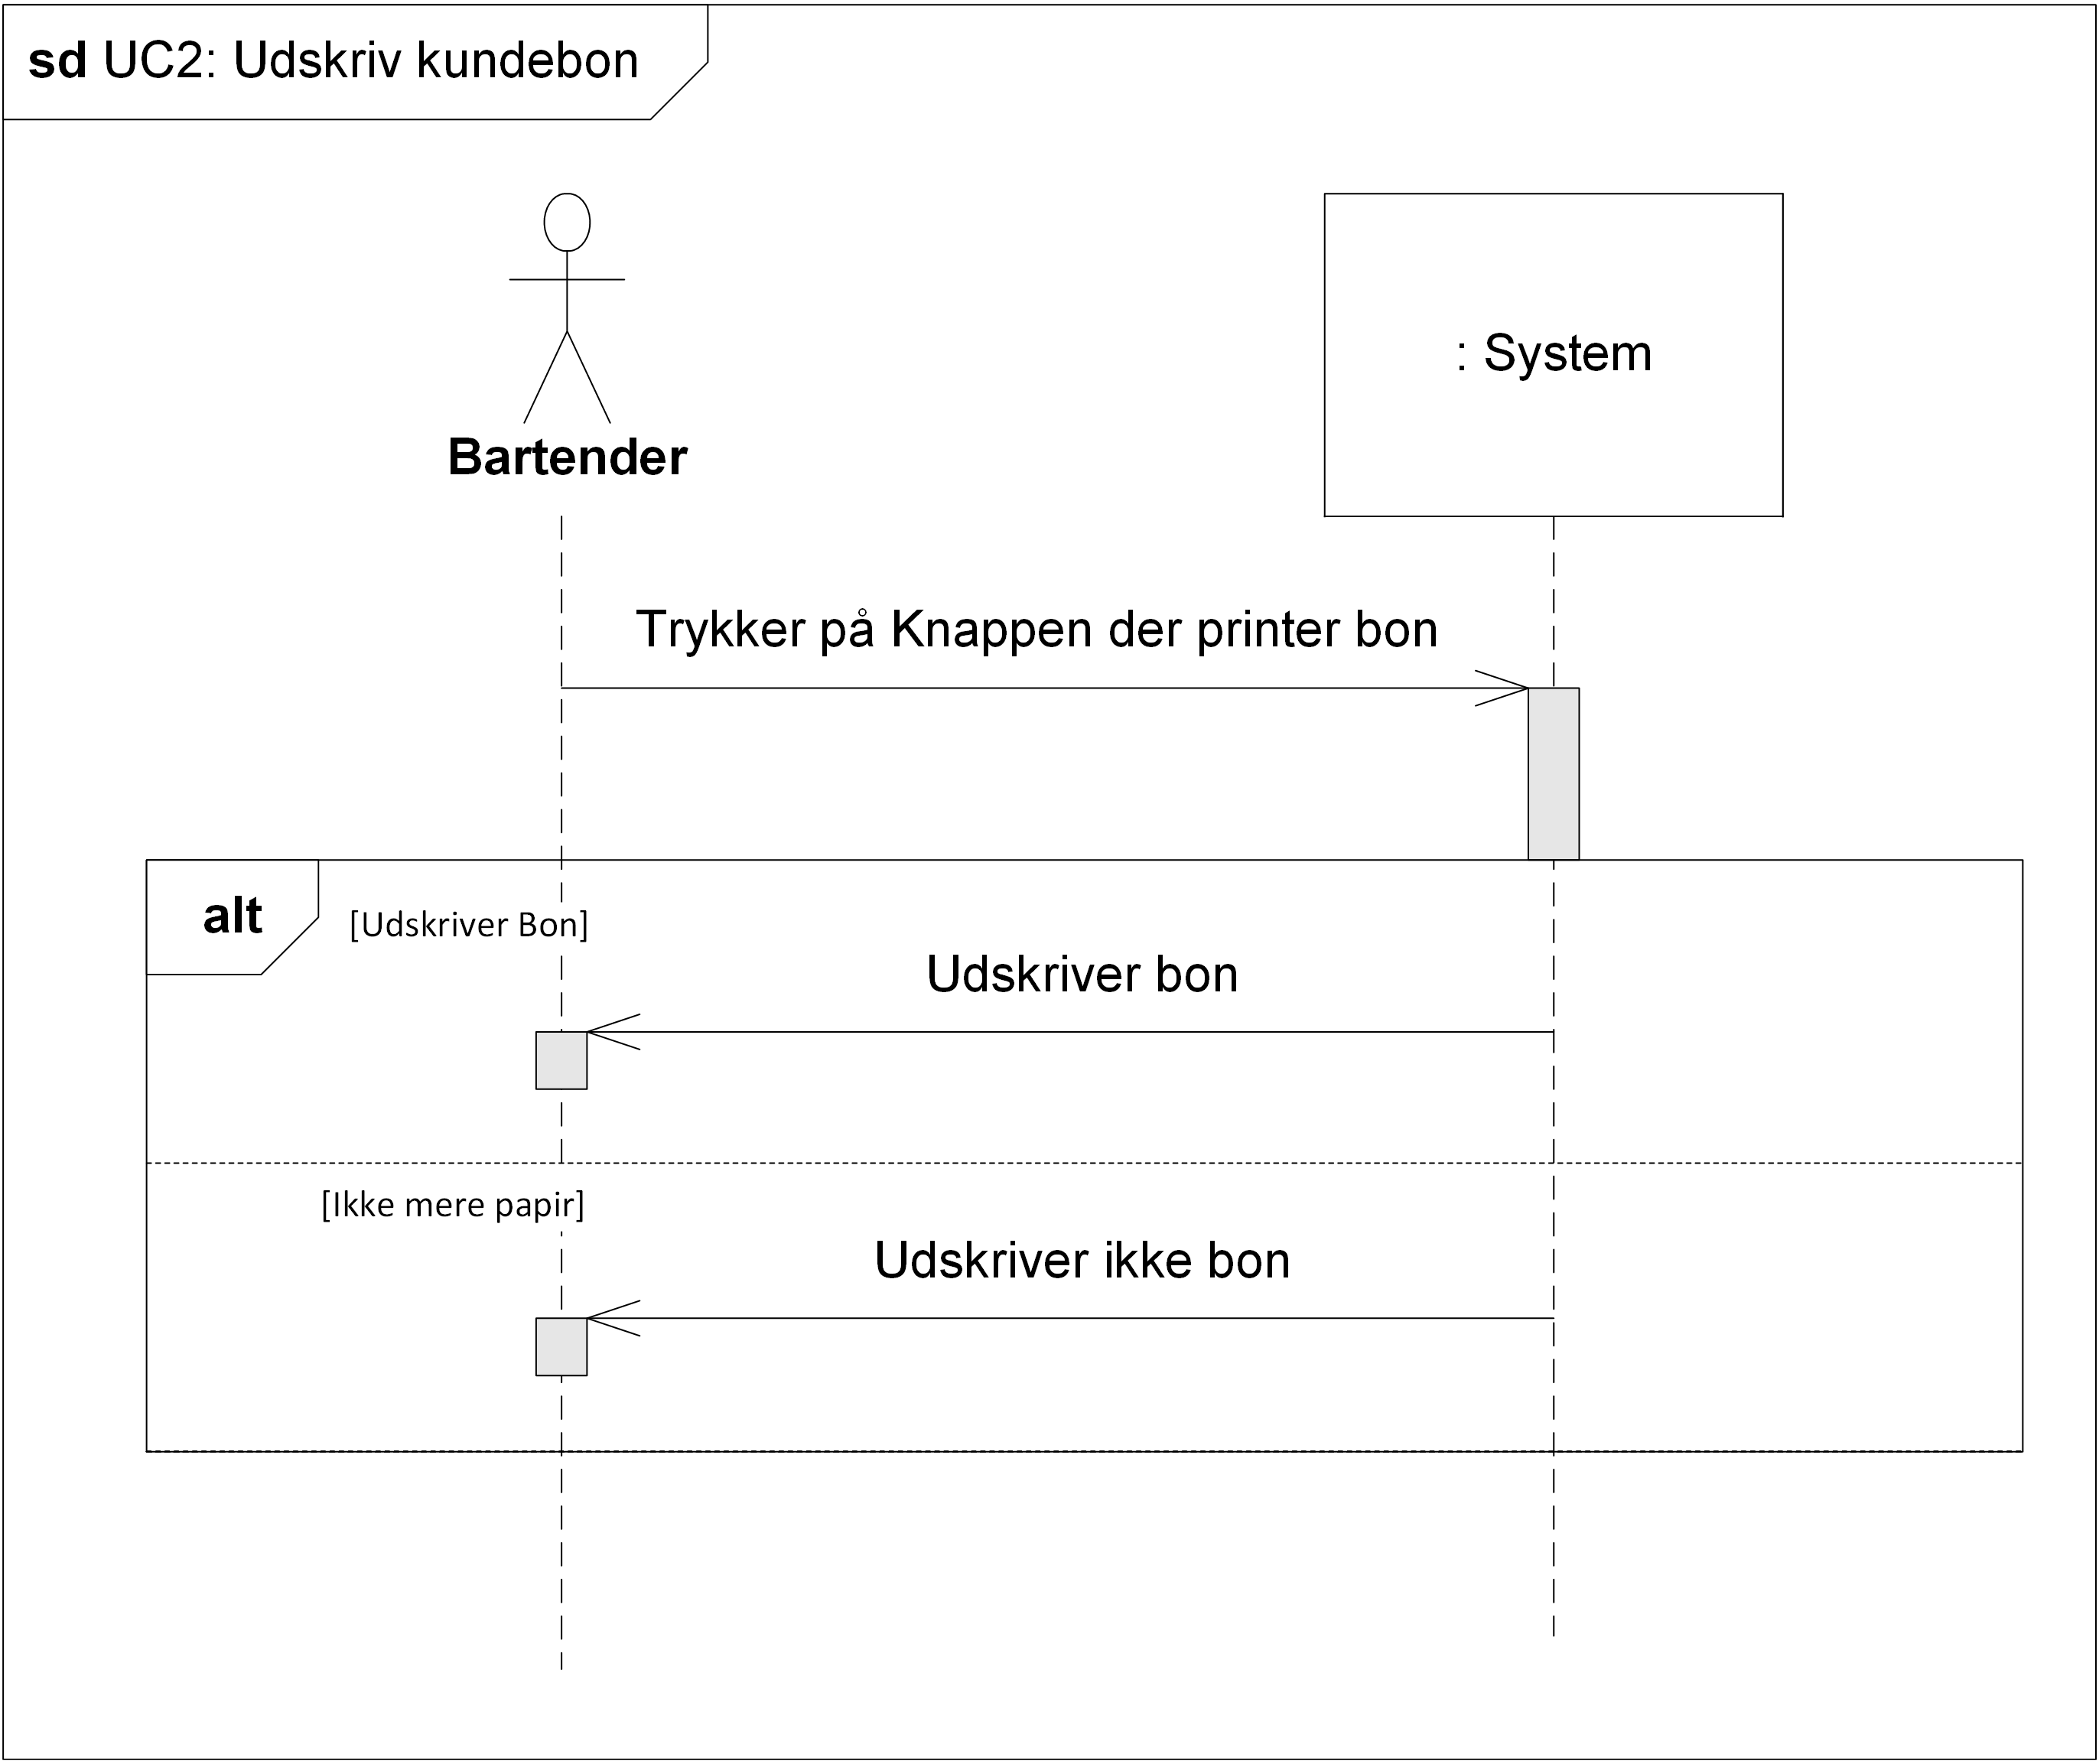 sd UC2: Udskriv kundebon
: System
Bartender
Trykker på Knappen der printer bon
alt
[Udskriver Bon]
Udskriver bon
[Ikke mere papir]
Udskriver ikke bon